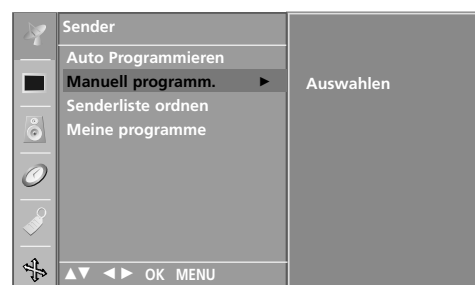 Sender
Auto Programmieren
Manuell programm. ►
Auswahlen
Senderliste ordnen
Meine programme
▲▼ ◄► OK MENU